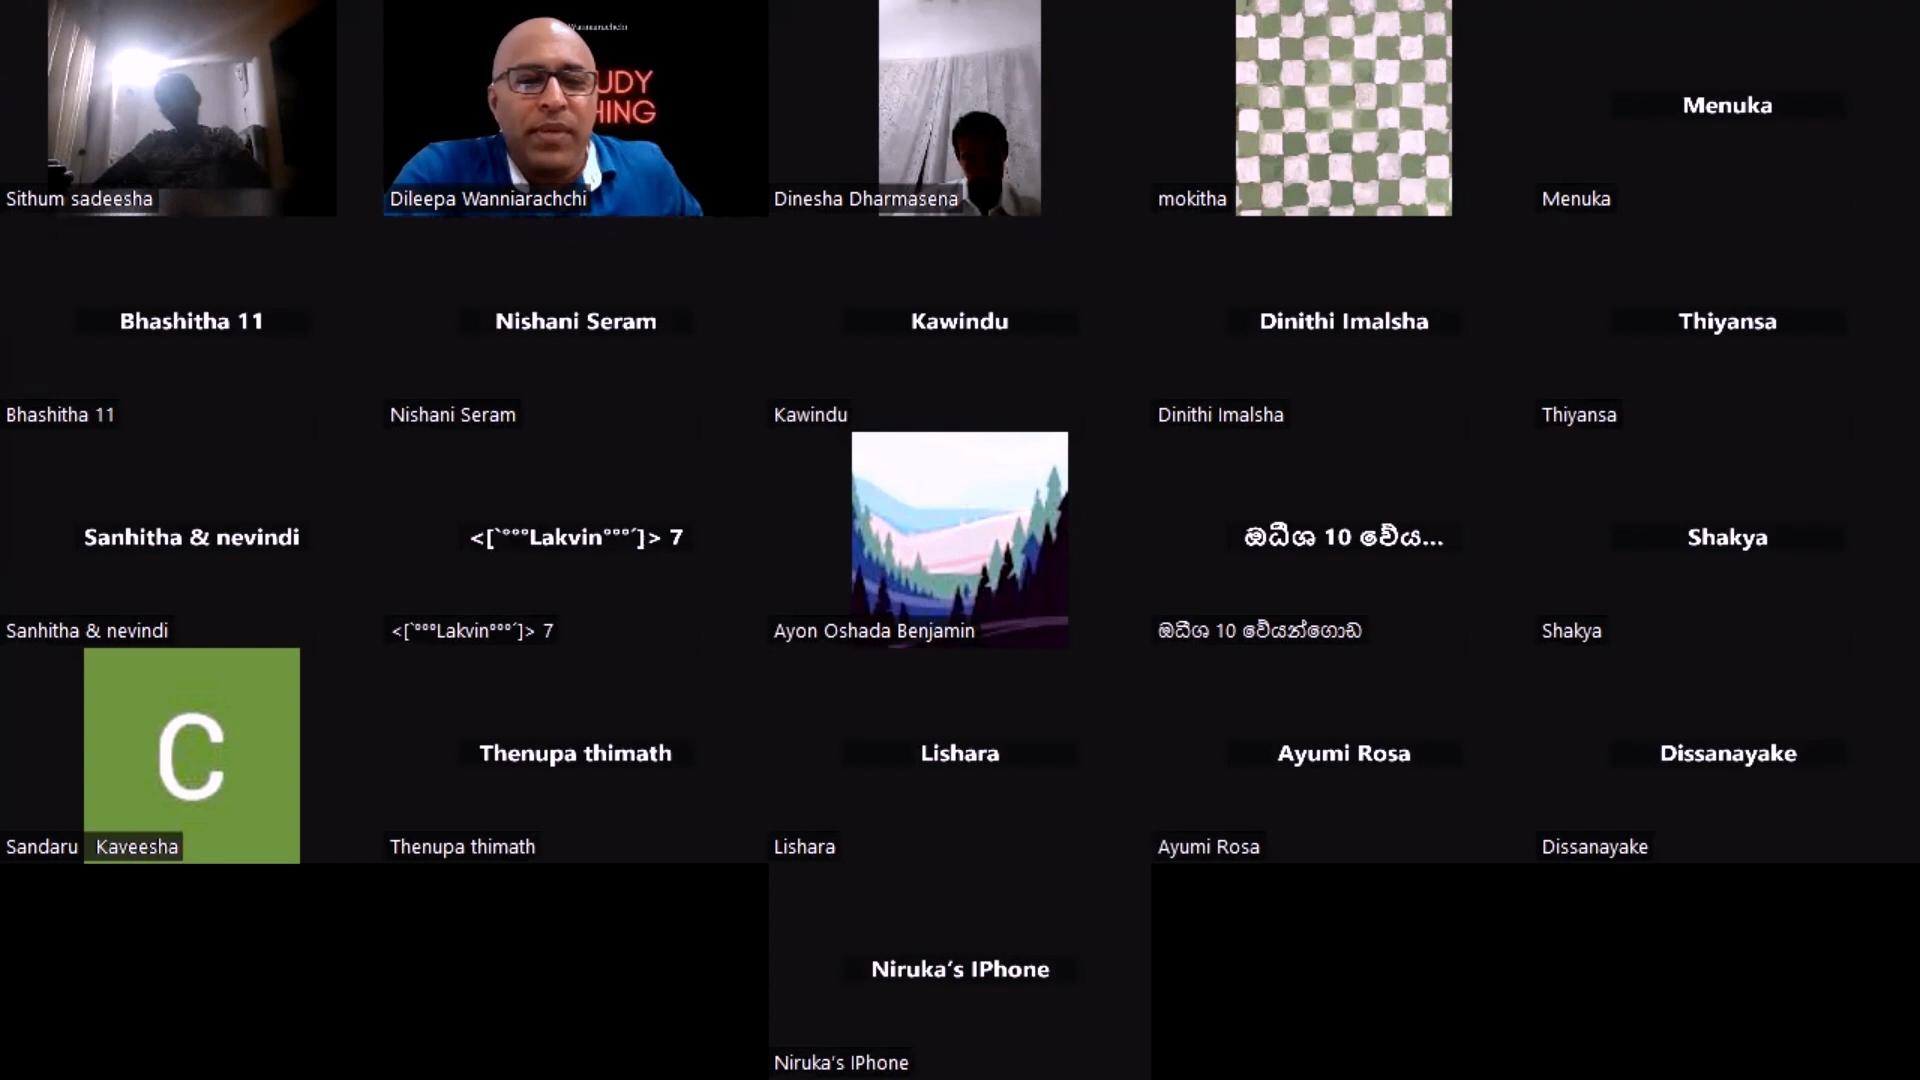 Wanniarachchi
UDY
HING
Sithum sadeesha
Dileepa Wanniarachchi
Dinesha Dharmasena
mokitha
Menuka
Menuka
Bhashitha 11
Nishani Seram
Kawindu
Dinithi Imalsha
Thiyansa
Bhashitha 11
Nishani Seram
Kawindu
Dinithi Imalsha
Thiyansa
Sanhitha & nevindi
<[`°°°Lakvin°°°´]> 7
ඔධීශ 10 වේය...
Shakya
Sanhitha & nevindi
<[`°°°Lakvin°°°´]> 7
Ayon Oshada Benjamin
ඔධීශ 10 වේයන්ගොඩ
Shakya
C
Thenupa thimath
Lishara
Ayumi Rosa
Dissanayake
Sandaru Kaveesha
Thenupa thimath
Lishara
Ayumi Rosa
Dissanayake
Niruka’s IPhone
Niruka’s IPhone